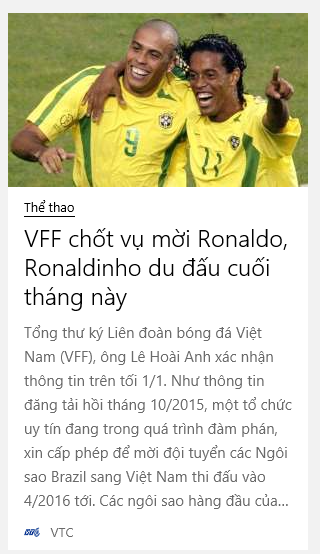 9
11
Thể thao
VFF chốt vụ mời Ronaldo,
Ronaldinho du đấu cuối
tháng này
Tổng thư ký Liên đoàn bóng đá Việt
Nam (VFF), ông Lê Hoài Anh xác nhận
thông tin trên tối 1/1. Như thông tin
đăng tải hồi tháng 10/2015, một tổ chức
uy tín đang trong quá trình đàm phán,
xin cấp phép để mời đội tuyển các Ngôi
sao Brazil sang Việt Nam thi đấu vào
4/2016 tới. Các ngôi sao hàng đầu của...
VTC